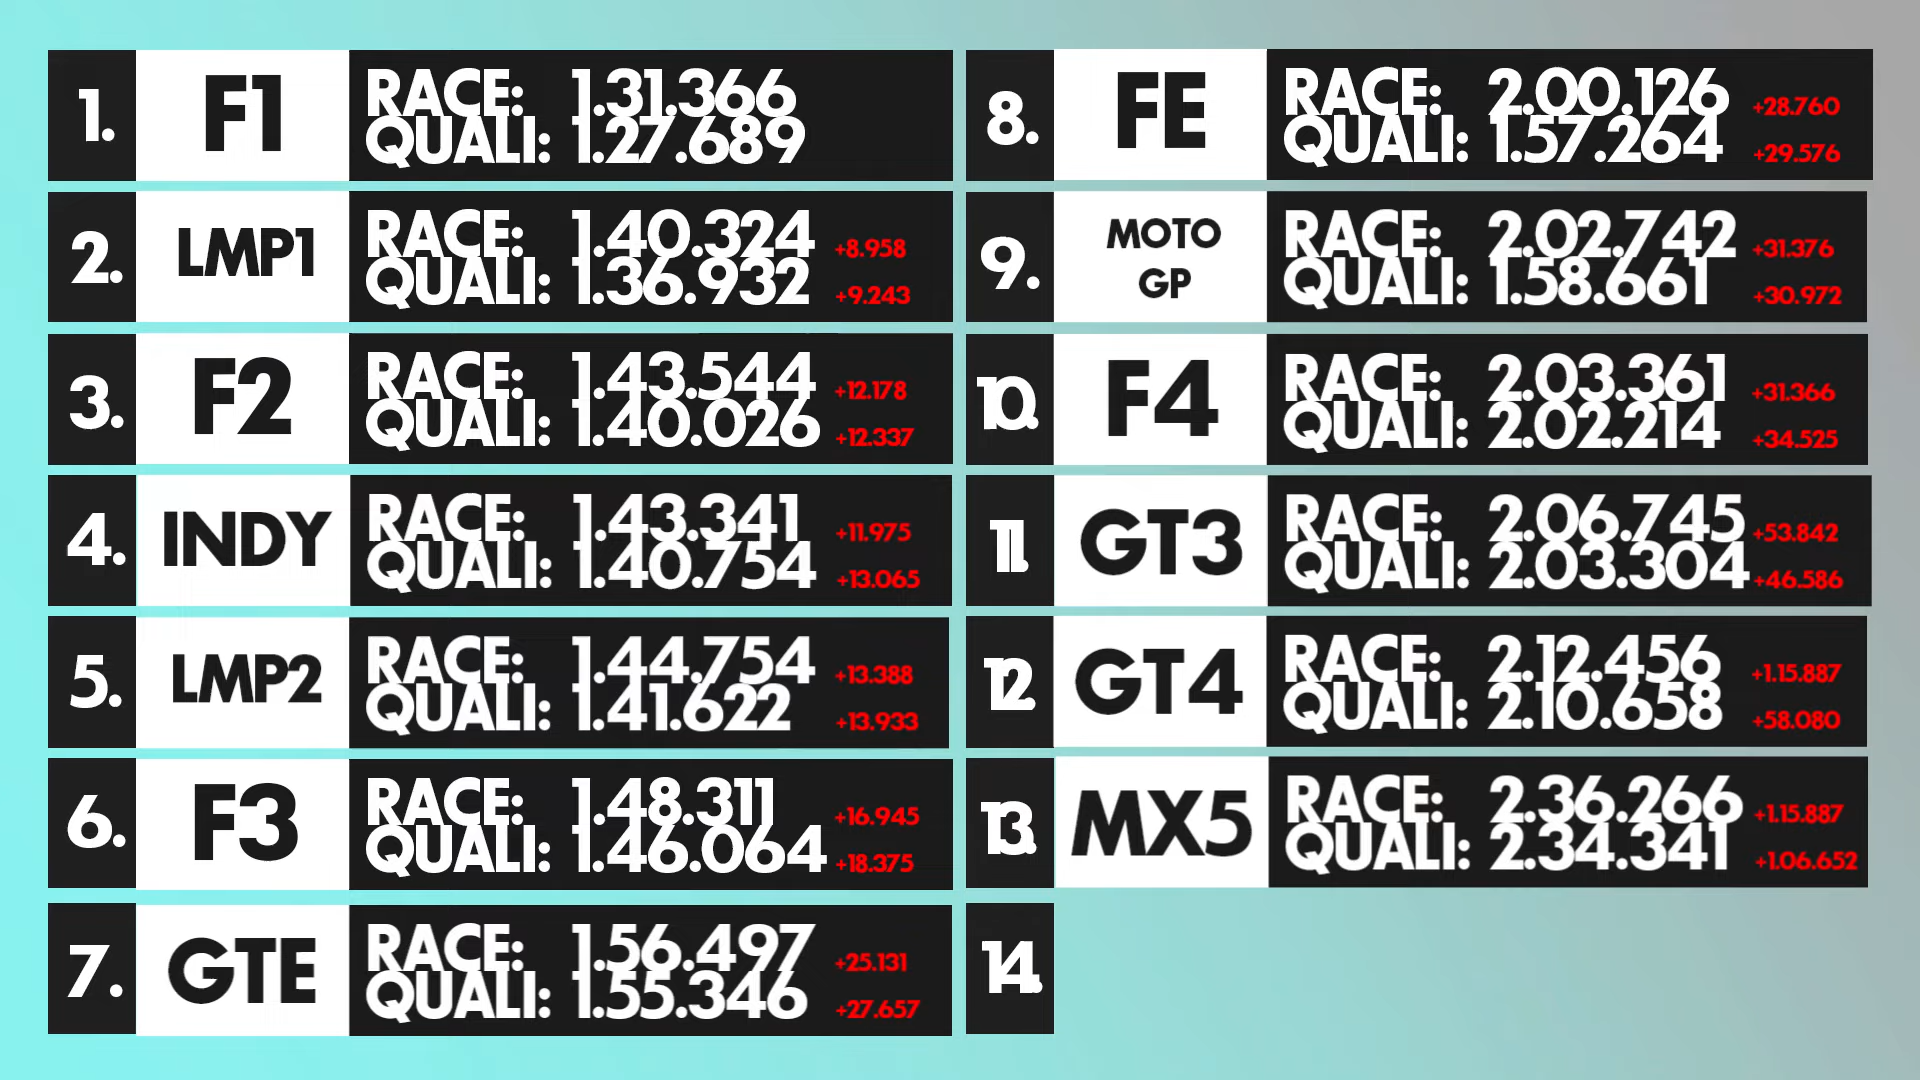 1.
F1
RACE: 1.31.366
QUALI: 1.27.689
2.
LMP1
RACE: 1.40.324 +8.958
QUALI: 1.36.932 +9.243
3.
F2
RACE: 1.43.544 +12.178
QUALI: 1.40.026 +12.337
4.
INDY
RACE: 1.43.341 +11.975
QUALI: 1.40.754 +13.065
5.
LMP2
RACE: 1.44.754 +13.388
QUALI: 1.41.622 +13.933
6.
F3
RACE: 1.48.311 +16.945
QUALI: 1.46.064 +18.375
7.
GTE
RACE: 1.56.497 +25.131
QUALI: 1.55.346 +27.657
8.
FE
RACE: 2.00.126 +28.760
QUALI: 1.57.264 +29.576
9.
MOTO
GP
RACE: 2.02.742 +31.376
QUALI: 1.58.661 +30.972
10.
F4
RACE: 2.03.361 +31.366
QUALI: 2.02.214 +34.525
11.
GT3
RACE: 2.06.745 +53.842
QUALI: 2.03.304 +46.586
12.
GT4
RACE: 2.12.456 +1.15.887
QUALI: 2.10.658 +58.080
13.
MX5
RACE: 2.36.266 +1.15.887
QUALI: 2.34.341 +1.06.652
14.